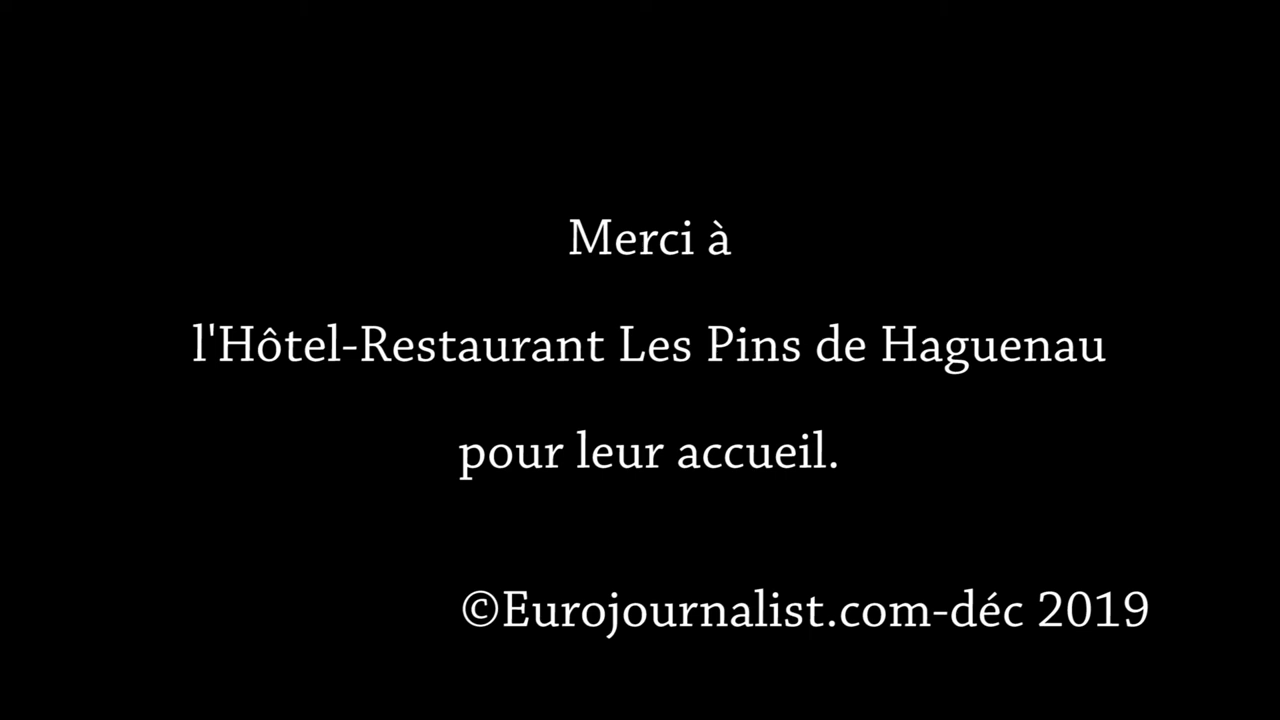 Merci à
l'Hôtel-Restaurant Les Pins de Haguenau
pour leur accueil.
©Eurojournalist.com-déc 2019